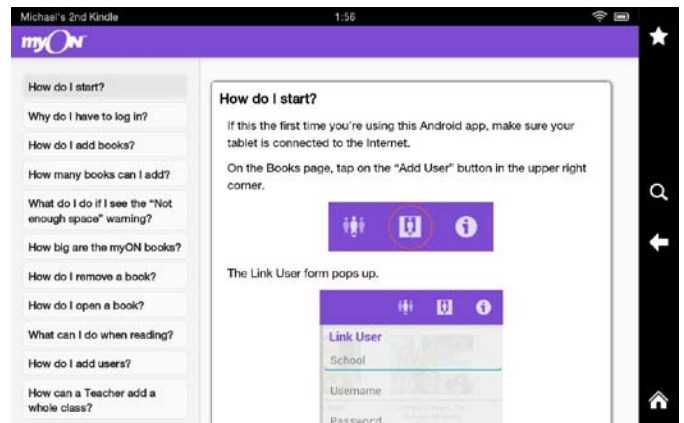 Michael's 2nd Kindle
1:56
myON
How do I start?
Why do I have to log in?
How do I add books?
How many books can I add?
What do I do if I see the “Not
enough space” warning?
How big are the myON books?
How do I remove a book?
How do I open a book?
What can I do when reading?
How do I add users?
How can a Teacher add a
whole class?
How do I start?
If this the first time you're using this Android app, make sure your
tablet is connected to the Internet.
On the Books page, tap on the “Add User” button in the upper right
corner.
The Link User form pops up.
Link User
School
Username
Password